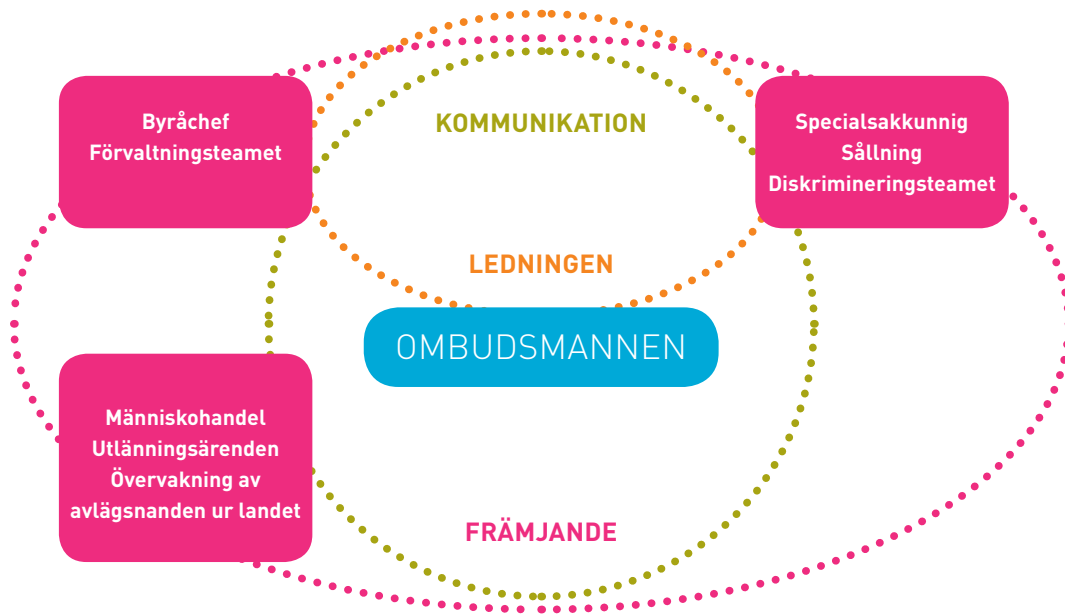 Byråchef
Förvaltningsteamet
KOMMUNIKATION
Specialsakkunnig
Sållning
Diskrimineringsteamet
LEDNINGEN
OMBUDSMANNEN
Människohandel
Utlänningsärenden
Övervakning av
avlägsnanden ur landet
FRÄMJANDE